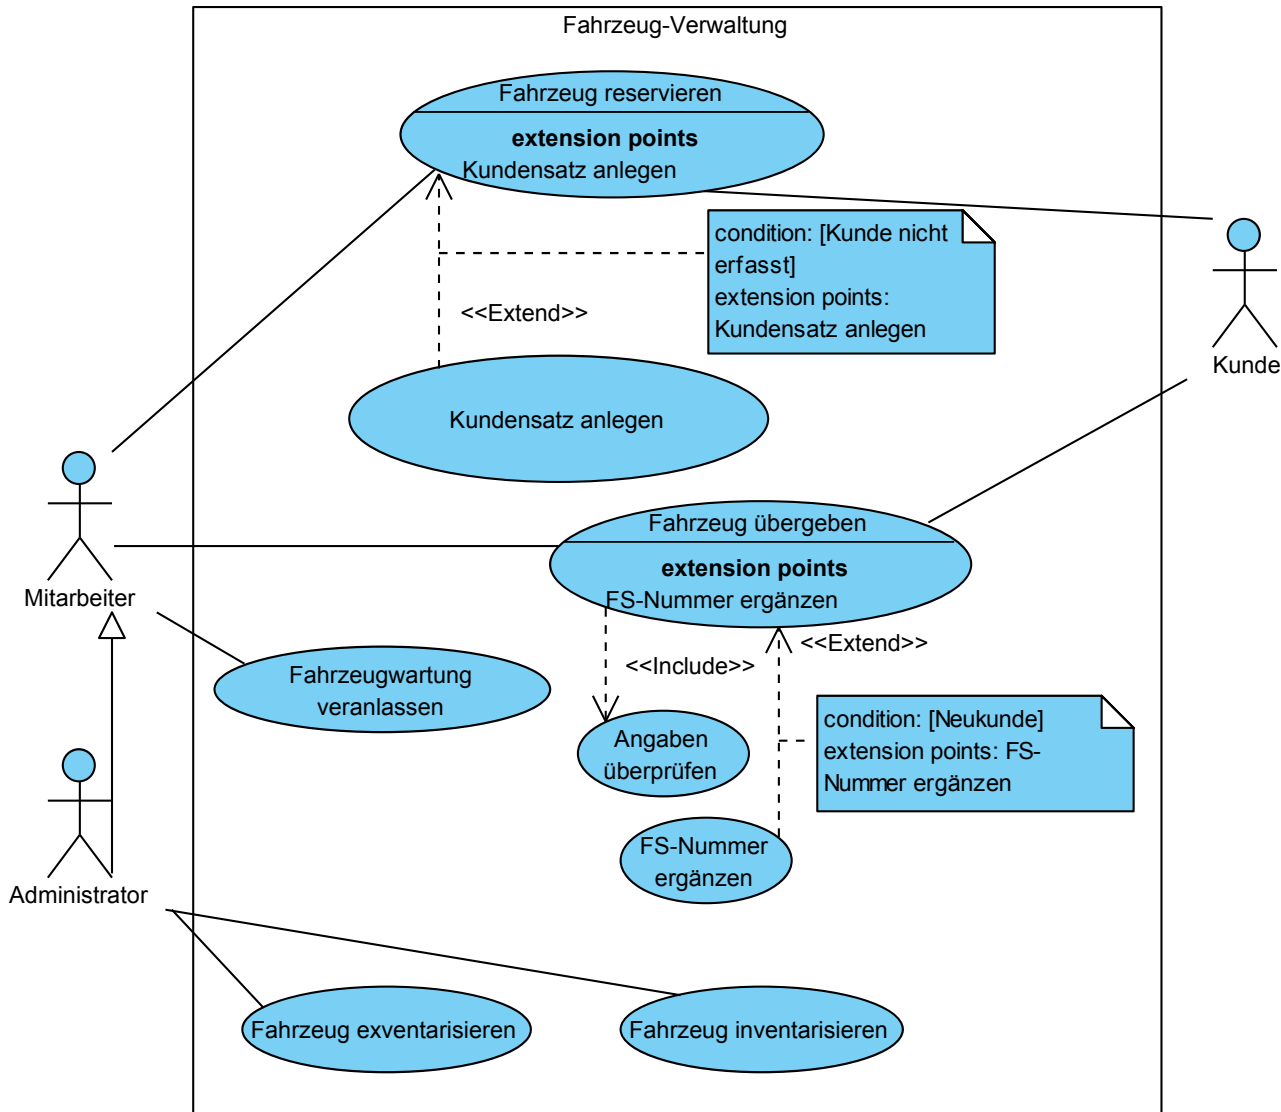 Fahrzeug-Verwaltung
Fahrzeug reservieren
extension points
Kundensatz anlegen
condition: [Kunde nicht
erfasst]
extension points:
Kundensatz anlegen
<<Extend>>
Kunde
Kundensatz anlegen
Fahrzeug übergeben
extension points
FS-Nummer ergänzen
Mitarbeiter
<<Extend>>
<<Include>>
Fahrzeugwartung
veranlassen
condition: [Neukunde]
extension points: FS-
Nummer ergänzen
Angaben
überprüfen
FS-Nummer
ergänzen
Administrator
Fahrzeug exventarisieren
Fahrzeug inventarisieren